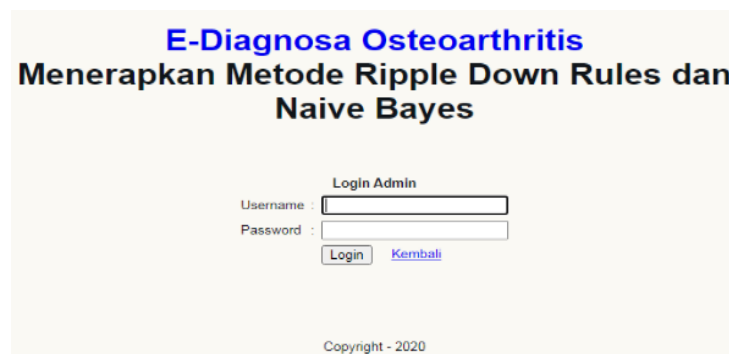 E-Diagnosa Osteoarthritis
Menerapkan Metode Ripple Down Rules dan
Naive Bayes
Login Admin
Username :
Password :
Login Kembali
Copyright - 2020